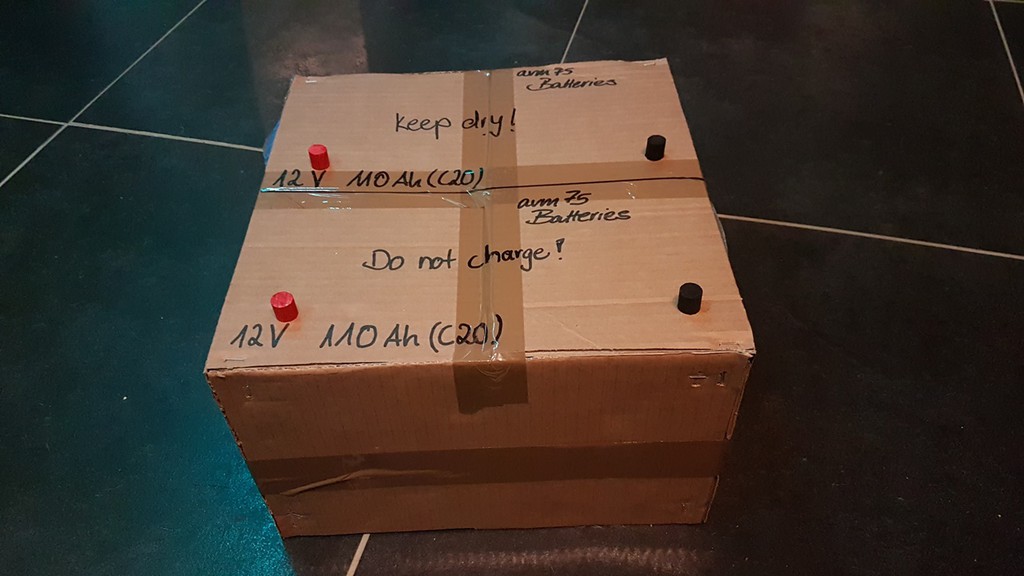 avm 75
Batteries
Keep dry!
12 V 110 Ah (C20)
avm 75
Batteries
Do not charge!
12V 110 Ah (C20)